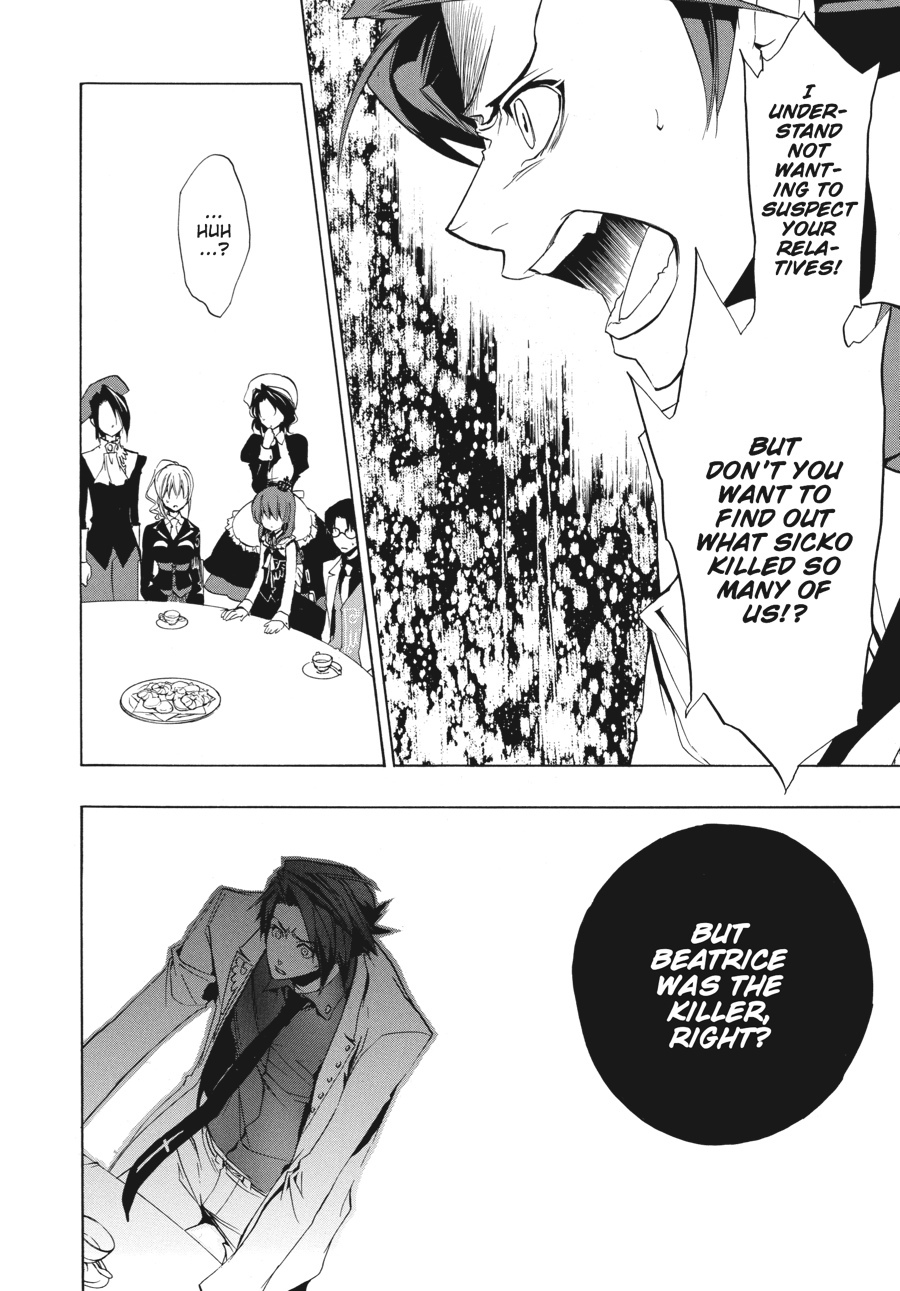 I
UNDER-
STAND
NOT
WANT-
ING TO
SUSPECT
YOUR
RELA-
TIVES!
BUT
DON'T YOU
WANT TO
FIND OUT
WHAT SICKO
KILLED SO
MANY OF
US!?
...
HUH
...?
BUT
BEATRICE
WAS THE
KILLER,
RIGHT?